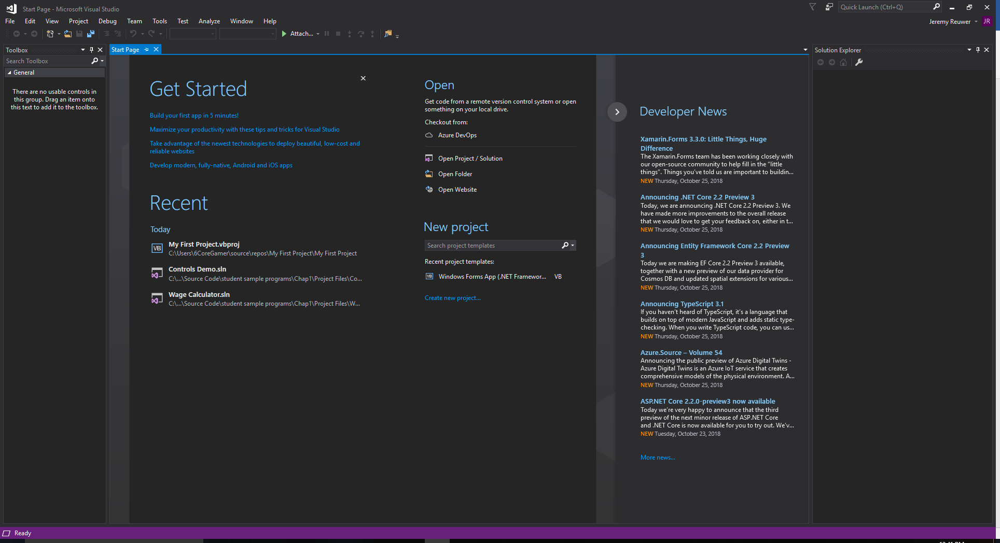 Start Page - Microsoft Visual Studio
Quick Launch (Ctrl+Q)
File Edit View Project Debug Team Tools Test Analyze Window Help
Jeremy Reuwer JR
Attach...
Toolbox
Search Toolbox
General
There are no usable controls in
this group. Drag an item onto
this text to add it to the toolbox.
Start Page
Get Started
Build your first app in 5 minutes!
Maximize your productivity with these tips and tricks for Visual Studio
Take advantage of the newest technologies to deploy beautiful, low-cost and
reliable websites
Develop modern, fully-native, Android and iOS apps
Recent
Today
VB My First Project.vbproj
C:\Users\6CoreGamer\source\repos\My First Project\My First Project
Controls Demo.sln
C:\...\Source Code\student sample programs\Chap1\Project Files\Co...
Wage Calculator.sln
C:\...\Source Code\student sample programs\Chap1\Project Files\W...
Open
Get code from a remote version control system or open
something on your local drive.
Checkout from:
Azure DevOps
Open Project / Solution
Open Folder
Open Website
New project
Search project templates
Recent project templates:
VB Windows Forms App (.NET Framewor... VB
Create new project...
Developer News
Xamarin.Forms 3.3.0: Little Things, Huge
Difference
The Xamarin.Forms team has been working closely with
our open-source community to help fill in the “little
things”. Things you’ve told us are important to buildin...
NEW Thursday, October 25, 2018
Announcing .NET Core 2.2 Preview 3
Today, we are announcing .NET Core 2.2 Preview 3. We
have made more improvements to the overall release
that we would love to get your feedback on, either in t...
NEW Thursday, October 25, 2018
Announcing Entity Framework Core 2.2 Preview
3
Today we are making EF Core 2.2 Preview 3 available,
together with a new preview of our data provider for
Cosmos DB and updated spatial extensions for various...
NEW Thursday, October 25, 2018
Announcing TypeScript 3.1
If you haven’t heard of TypeScript, it’s a language that
builds on top of modern JavaScript and adds static type-
checking. When you write TypeScript code, you can us...
NEW Thursday, October 25, 2018
Azure.Source – Volume 54
Announcing the public preview of Azure Digital Twins -
Azure Digital Twins is an Azure IoT service that creates
comprehensive models of the physical environment. A...
NEW Thursday, October 25, 2018
ASP.NET Core 2.2.0-preview3 now available
Today we’re very happy to announce that the third
preview of the next minor release of ASP.NET Core
and .NET Core is now available for you to try out. We’v...
NEW Tuesday, October 23, 2018
More news...
Solution Explorer
Ready